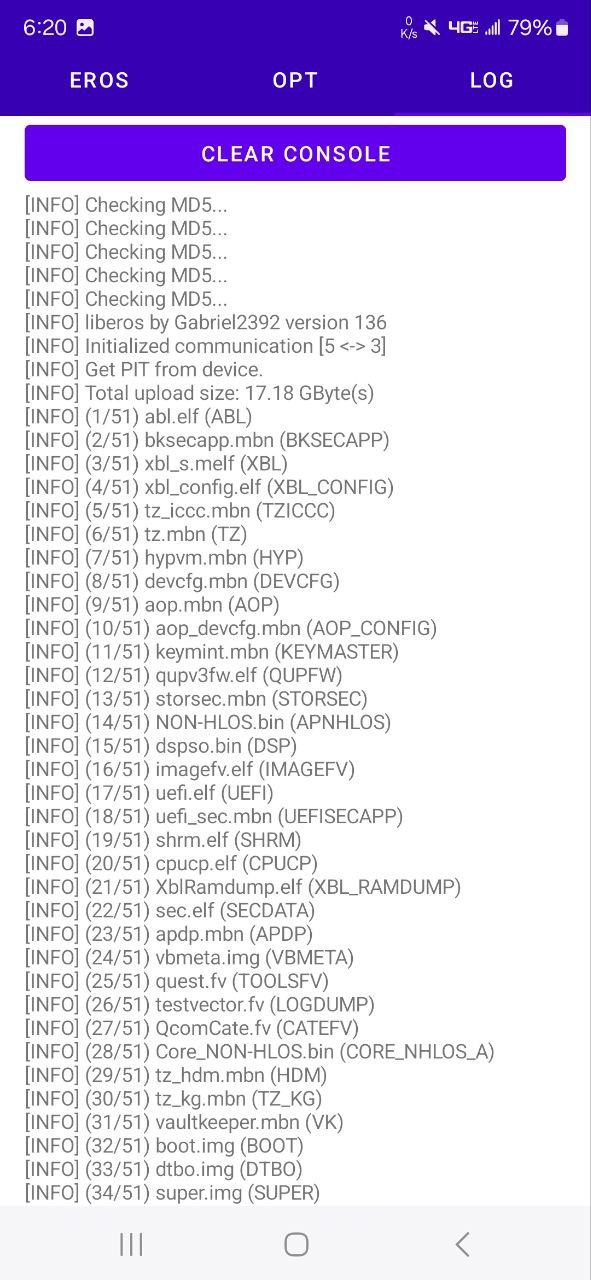 6:20
0
K/s
4G
79%
EROS
OPT
LOG
CLEAR CONSOLE
[INFO] Checking MD5...
[INFO] Checking MD5...
[INFO] Checking MD5...
[INFO] Checking MD5...
[INFO] Checking MD5...
[INFO] liberos by Gabriel2392 version 136
[INFO] Initialized communication [5 <-> 3]
[INFO] Get PIT from device.
[INFO] Total upload size: 17.18 GByte(s)
[INFO] (1/51) abl.elf (ABL)
[INFO] (2/51) bksecapp.mbn (BKSECAPP)
[INFO] (3/51) xbl_s.melf (XBL)
[INFO] (4/51) xbl_config.elf (XBL_CONFIG)
[INFO] (5/51) tz_iccc.mbn (TZICCC)
[INFO] (6/51) tz.mbn (TZ)
[INFO] (7/51) hypvm.mbn (HYP)
[INFO] (8/51) devcfg.mbn (DEVCFG)
[INFO] (9/51) aop.mbn (AOP)
[INFO] (10/51) aop_devcfg.mbn (AOP_CONFIG)
[INFO] (11/51) keymint.mbn (KEYMASTER)
[INFO] (12/51) qupv3fw.elf (QUPFW)
[INFO] (13/51) storsec.mbn (STORSEC)
[INFO] (14/51) NON-HLOS.bin (APNHLOS)
[INFO] (15/51) dspso.bin (DSP)
[INFO] (16/51) imagefv.elf (IMAGEFV)
[INFO] (17/51) uefi.elf (UEFI)
[INFO] (18/51) uefi_sec.mbn (UEFISECAPP)
[INFO] (19/51) shrm.elf (SHRM)
[INFO] (20/51) cpucp.elf (CPUCP)
[INFO] (21/51) XblRamdump.elf (XBL_RAMDUMP)
[INFO] (22/51) sec.elf (SECDATA)
[INFO] (23/51) apdp.mbn (APDP)
[INFO] (24/51) vbmeta.img (VBMETA)
[INFO] (25/51) quest.fv (TOOLSFV)
[INFO] (26/51) testvector.fv (LOGDUMP)
[INFO] (27/51) QcomCate.fv (CATEFV)
[INFO] (28/51) Core_NON-HLOS.bin (CORE_NHLOS_A)
[INFO] (29/51) tz_hdm.mbn (HDM)
[INFO] (30/51) tz_kg.mbn (TZ_KG)
[INFO] (31/51) vaultkeeper.mbn (VK)
[INFO] (32/51) boot.img (BOOT)
[INFO] (33/51) dtbo.img (DTBO)
[INFO] (34/51) super.img (SUPER)